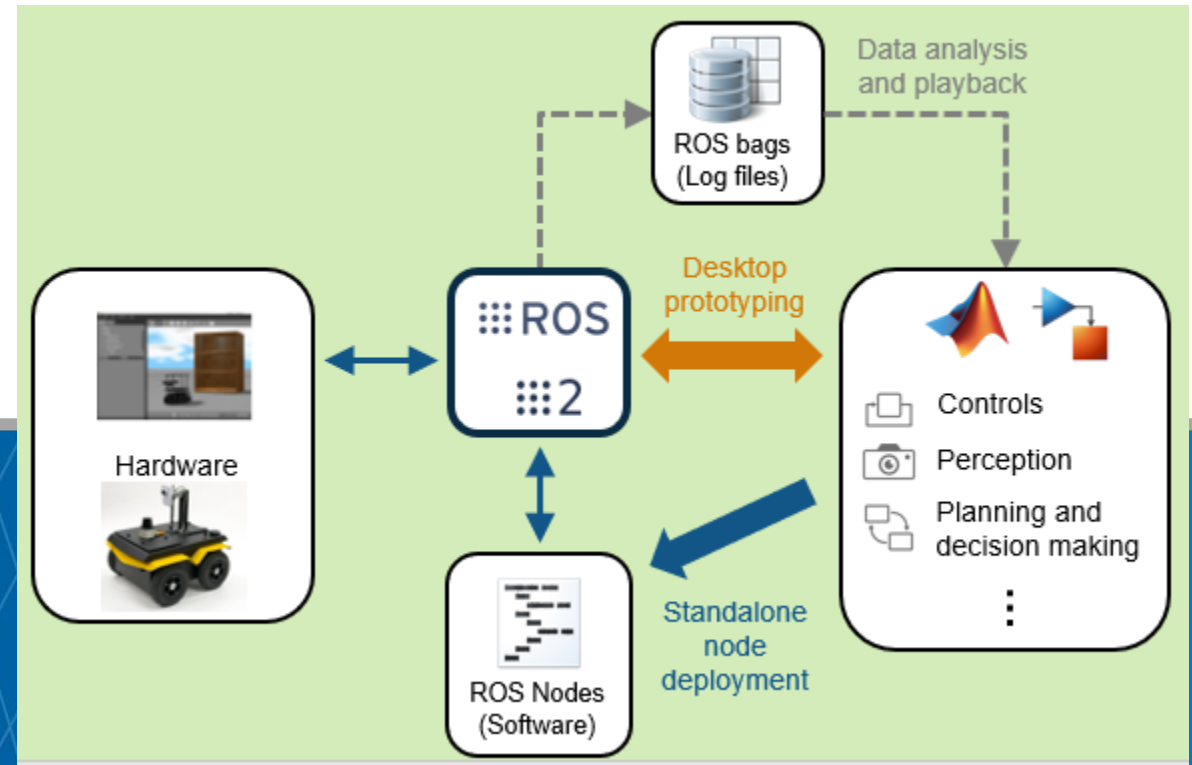 ROS bags
(Log files)
Data analysis
and playback
Hardware
ROS
2
Desktop
prototyping
Controls
Perception
Planning and
decision making
ROS Nodes
(Software)
Standalone
node
deployment